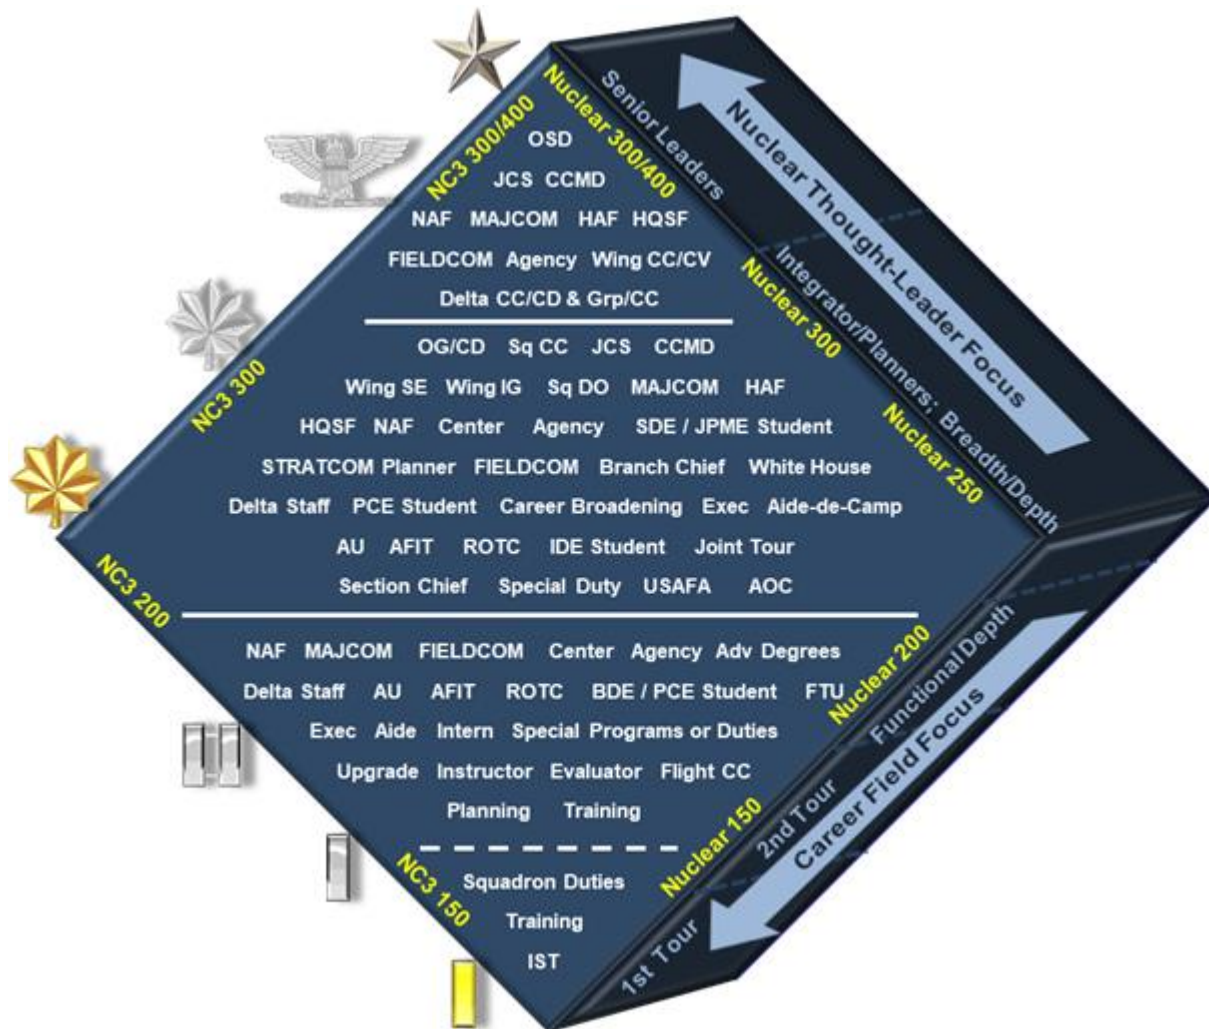 OSD
JCS CCMD
NAF MAJCOM HAF HQSF
FIELDCOM Agency Wing CC/CV
Delta CC/CD & Grp/CC
OG/CD Sq CC JCS CCMD
Wing SE Wing IG Sq DO MAJCOM HAF
HQSF NAF Center Agency SDE / JPME Student
STRATCOM Planner FIELDCOM Branch Chief White House
Delta Staff PCE Student Career Broadening Exec Aide-de-Camp
AU AFIT ROTC IDE Student Joint Tour
Section Chief Special Duty USAFA AOC
NAF MAJCOM FIELDCOM Center Agency Adv Degrees
Delta Staff AU AFIT ROTC BDE / PCE Student FTU
Exec Aide Intern Special Programs or Duties
Upgrade Instructor Evaluator Flight CC
Planning Training
Squadron Duties
Training
IST
NC3 300/400
NC3 300
NC3 200
NC3 150
Nuclear 300/400
Nuclear 300
Nuclear 250
Nuclear 200
Nuclear 150
Senior Leaders
Integrator/Planners; Breadth/Depth
Functional Depth
2nd Tour
1st Tour
Nuclear Thought-Leader Focus
Career Field Focus